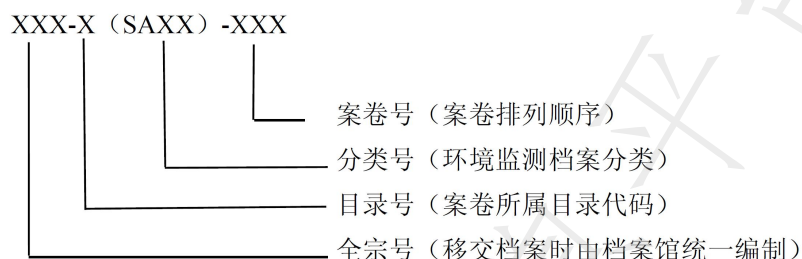 XXX-X（SAXX）-XXX
案卷号（案卷排列顺序）
分类号（环境监测档案分类）
目录号（案卷所属目录代码）
全宗号（移交档案时由档案馆统一编制）
平